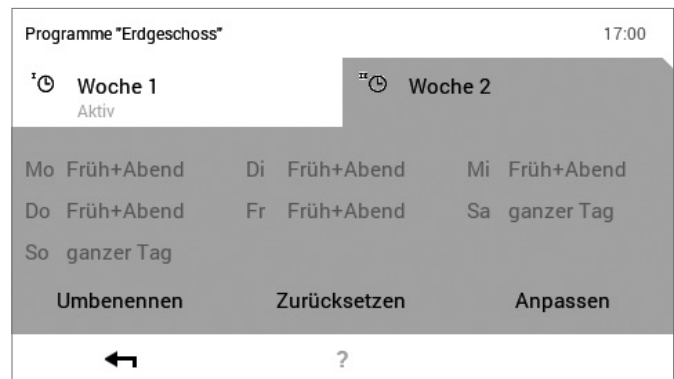 Programme "Erdgeschoss" 17:00
I Woche 1 II Woche 2
Aktiv
Mo Früh+Abend Di Früh+Abend Mi Früh+Abend
Do Früh+Abend Fr Früh+Abend Sa ganzer Tag
So ganzer Tag
Umbenennen Zurücksetzen Anpassen
?